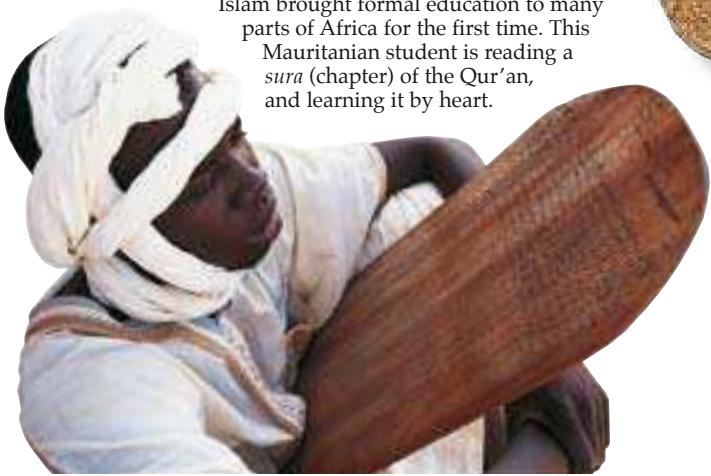 Islam brought formal education to many
parts of Africa for the first time. This
Mauritanian student is reading a
sura (chapter) of the Qur’an,
and learning it by heart.